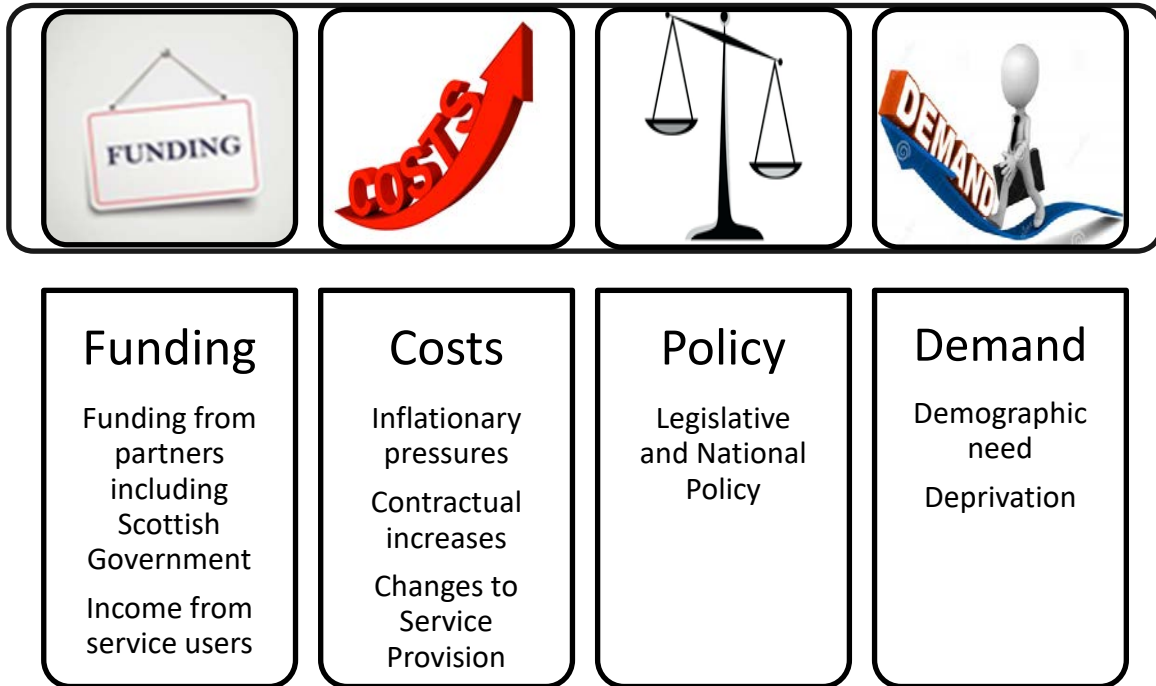 FUNDING
COSTS
DEMAND
Funding
Funding from
partners
including
Scottish
Government
Income from
service users
Costs
Inflationary
pressures
Contractual
increases
Changes to
Service
Provision
Policy
Legislative
and National
Policy
Demand
Demographic
need
Deprivation